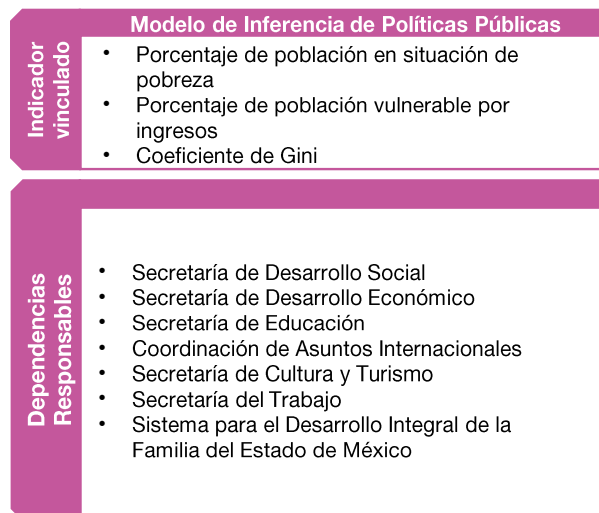 Modelo de Inferencia de Políticas Públicas
Indicador
vinculado
• Porcentaje de población en situación de
pobreza
• Porcentaje de población vulnerable por
ingresos
• Coeficiente de Gini
Dependencias
Responsables
• Secretaría de Desarrollo Social
• Secretaría de Desarrollo Económico
• Secretaría de Educación
• Coordinación de Asuntos Internacionales
• Secretaría de Cultura y Turismo
• Secretaría del Trabajo
• Sistema para el Desarrollo Integral de la
Familia del Estado de México